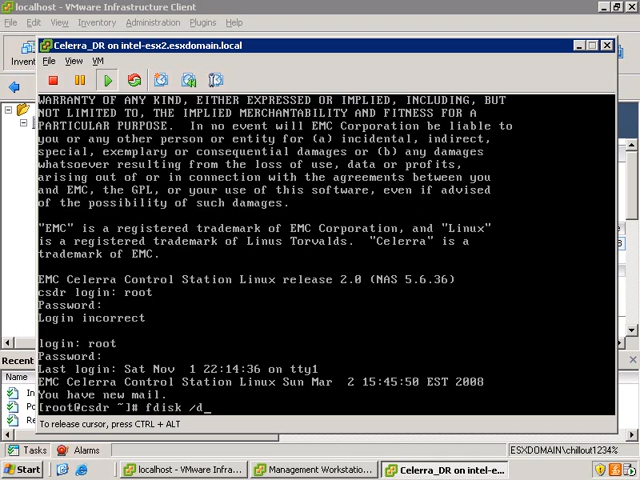 localhost - VMware Infrastructure Client
File Edit View Inventory Administration Plugins Help
Celerra_DR on intel-esx2.esxdomain.local
File View VM
WARRANTY OF ANY KIND, EITHER EXPRESSED OR IMPLIED, INCLUDING, BUT
NOT LIMITED TO, THE IMPLIED MERCHANTABILITY AND FITNESS FOR A
PARTICULAR PURPOSE.  In no event will EMC Corporation be liable to
you or any other person or entity for (a) incidental, indirect,
special, exemplary or consequential damages or (b) any damages
whatsoever resulting from the loss of use, data or profits,
arising out of or in connection with the agreements between you
and EMC, the GPL, or your use of this software, even if advised
of the possibility of such damages.
"EMC" is a registered trademark of EMC Corporation, and "Linux"
is a registered trademark of Linus Torvalds.  "Celerra" is a
trademark of EMC.
EMC Celerra Control Station Linux release 2.0 (NAS 5.6.36)
csdr login: root
Password:
Login incorrect
login: root
Password:
Last login: Sat Nov  1 22:14:36 on tty1
EMC Celerra Control Station Linux Sun Mar  2 15:45:50 EST 2008
You have new mail.
[root@csdr ~]# fdisk /d_
To release cursor, press CTRL + ALT
Inven
Recent
Name
In
Po
Re
Tasks Alarms ESXDOMAIN\chillout1234%
Start localhost - VMware Infra... Management Workstatio... Celerra_DR on intel-e...